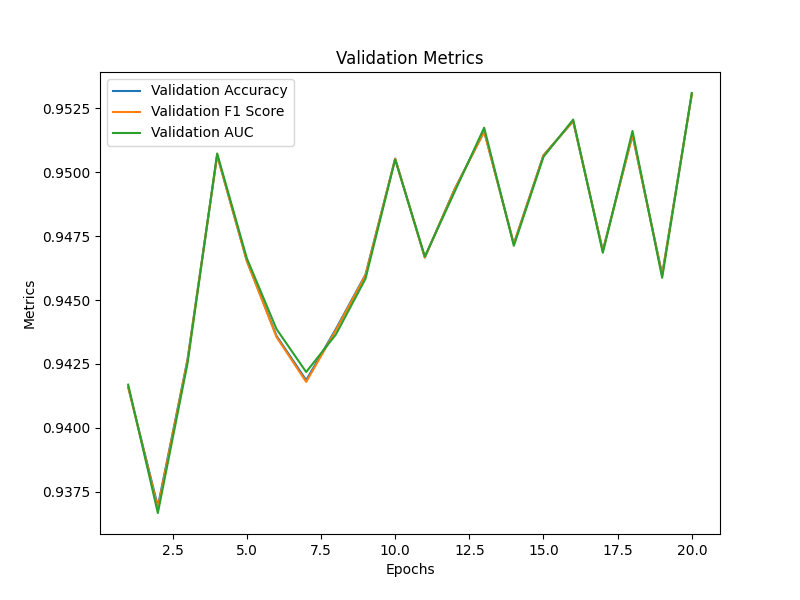 Validation Metrics
Validation Accuracy
Validation F1 Score
Validation AUC
0.9525
0.9500
0.9475
0.9450
0.9425
0.9400
0.9375
Metrics
2.5 5.0 7.5 10.0 12.5 15.0 17.5 20.0
Epochs